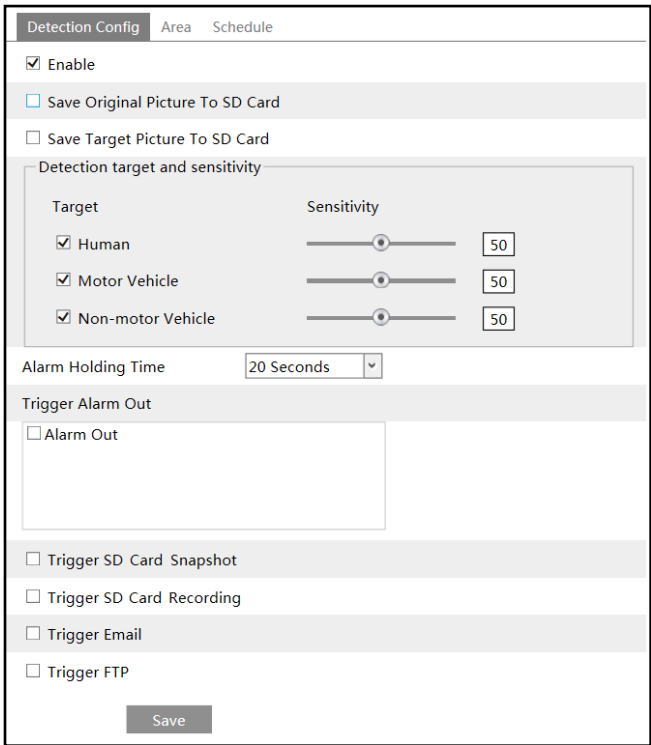 Detection Config Area Schedule
Enable
Save Original Picture To SD Card
Save Target Picture To SD Card
Detection target and sensitivity
Target Sensitivity
Human 50
Motor Vehicle 50
Non-motor Vehicle 50
Alarm Holding Time 20 Seconds
Trigger Alarm Out
Alarm Out
Trigger SD Card Snapshot
Trigger SD Card Recording
Trigger Email
Trigger FTP
Save